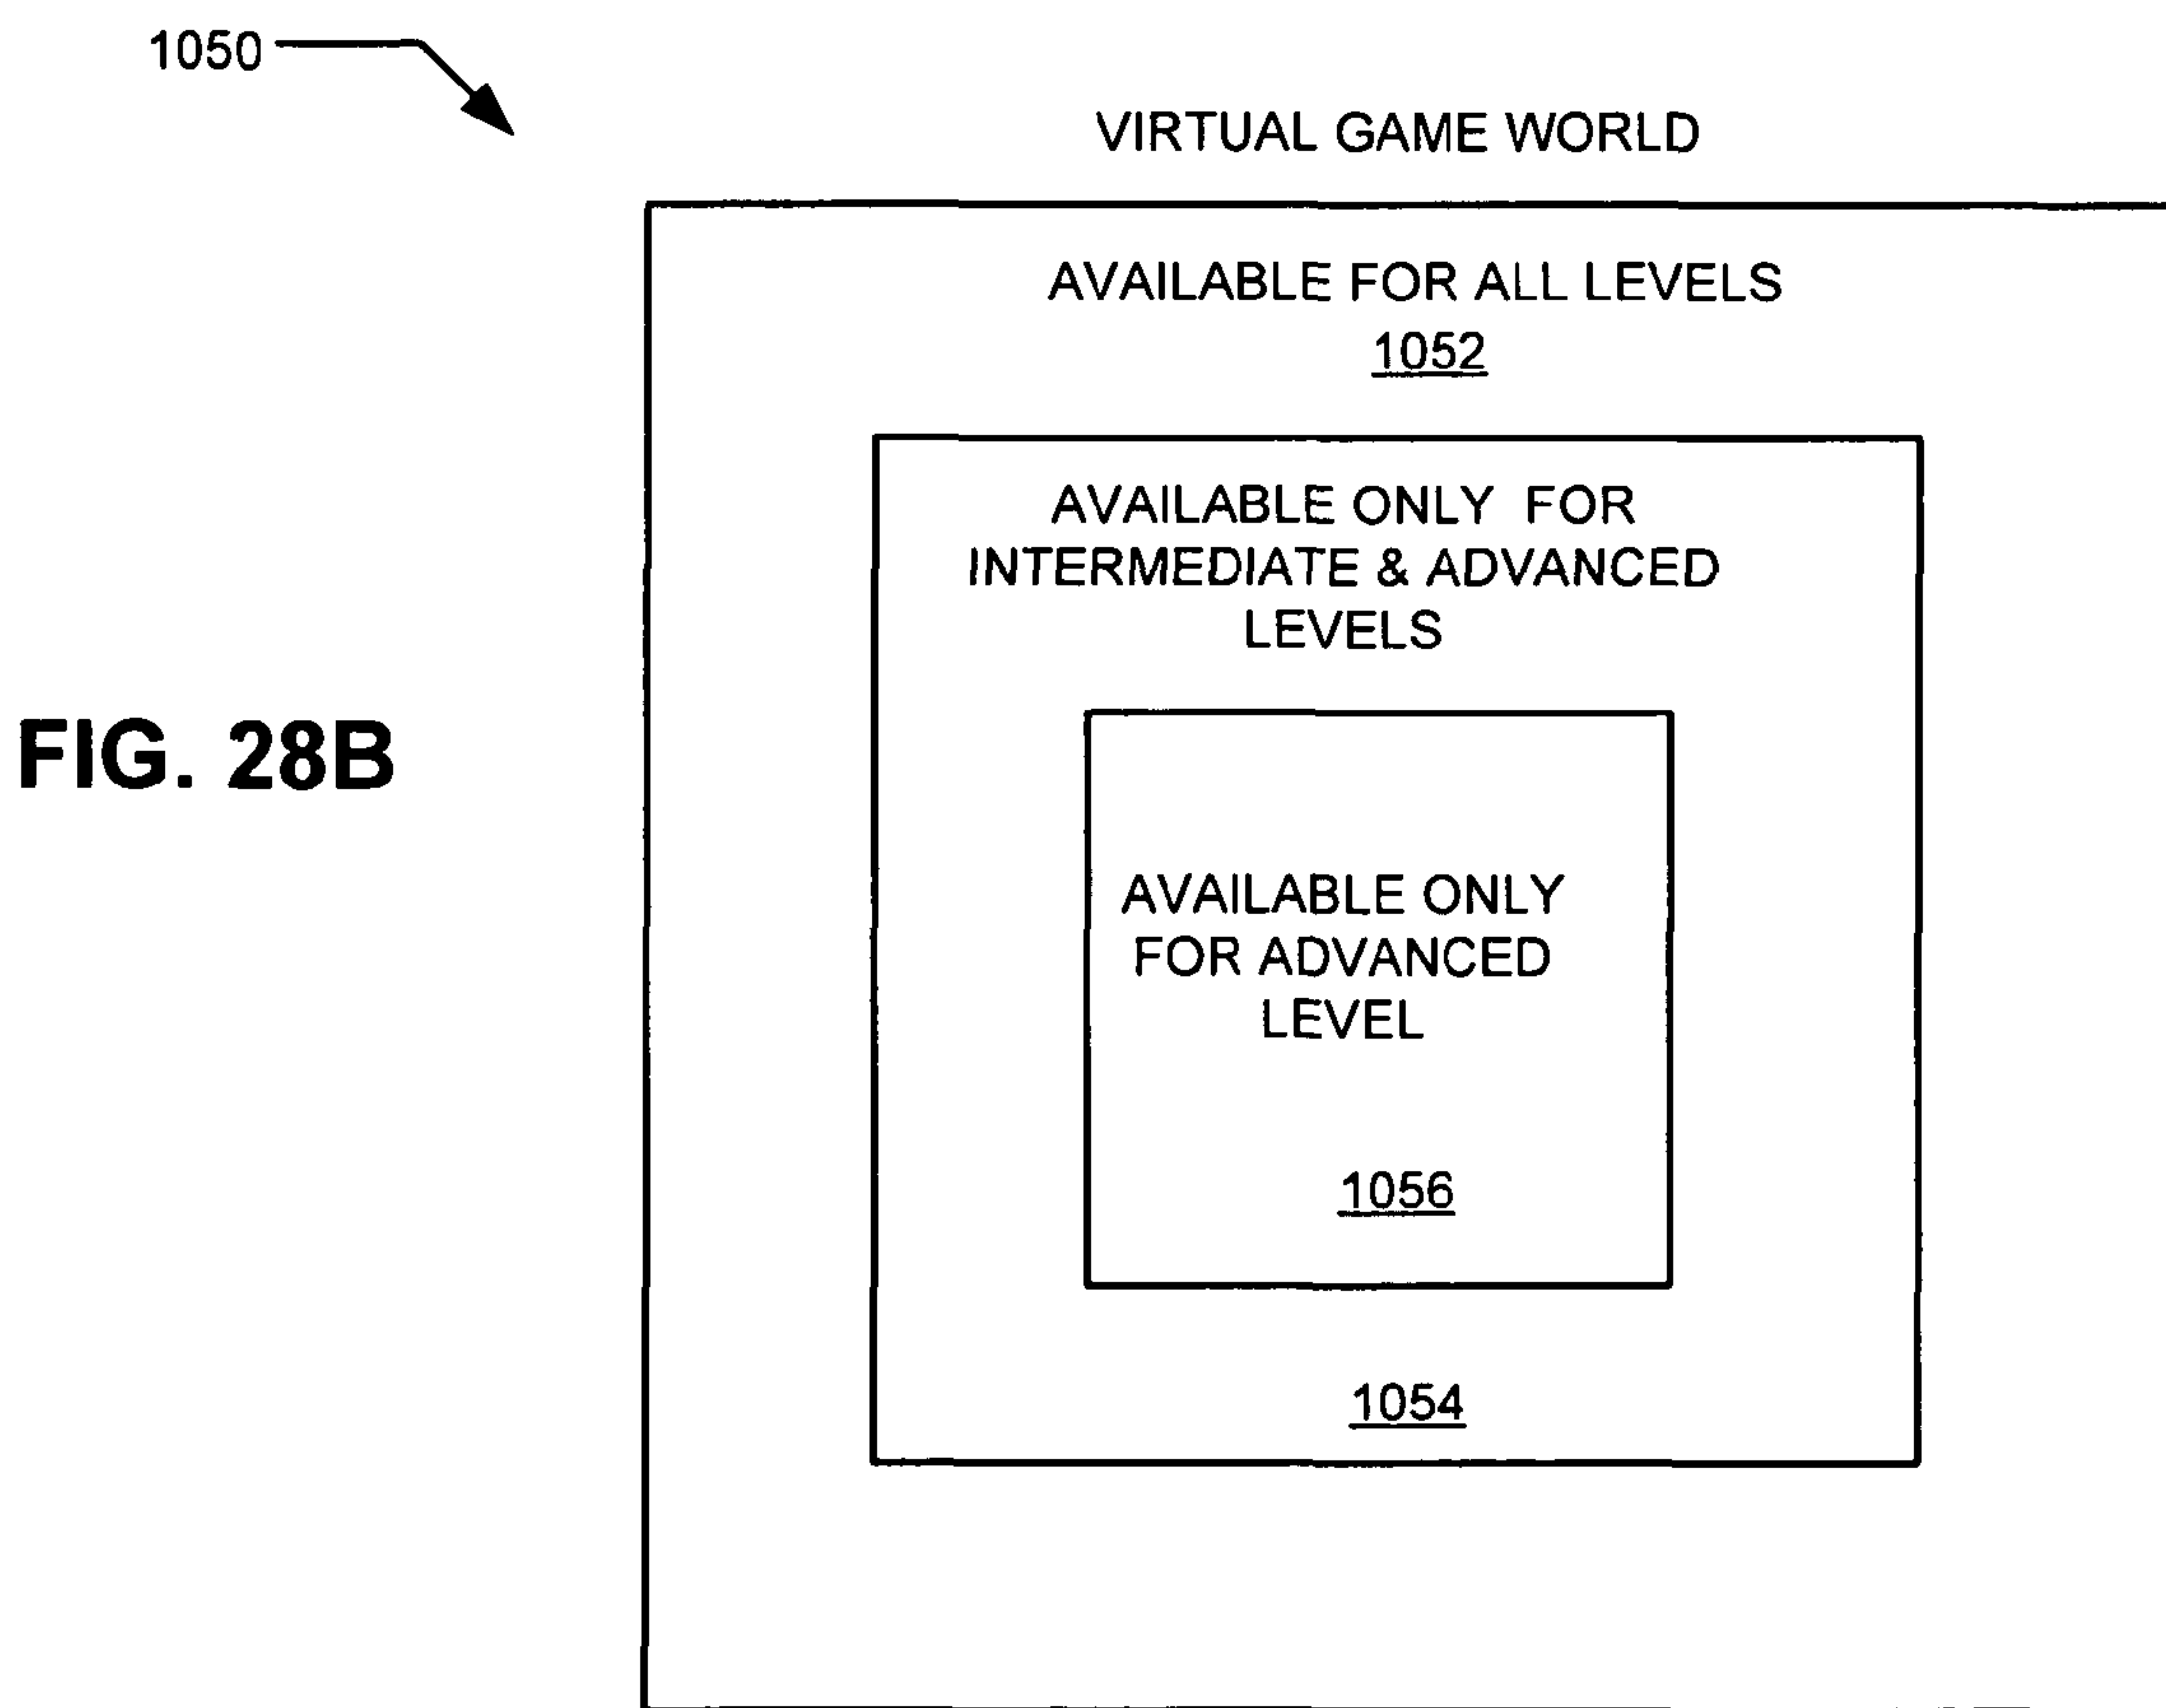 1050
VIRTUAL GAME WORLD
AVAILABLE FOR ALL LEVELS
1052
AVAILABLE ONLY FOR
INTERMEDIATE & ADVANCED
LEVELS
FIG. 28B
AVAILABLE ONLY
FOR ADVANCED
LEVEL
1056
1054